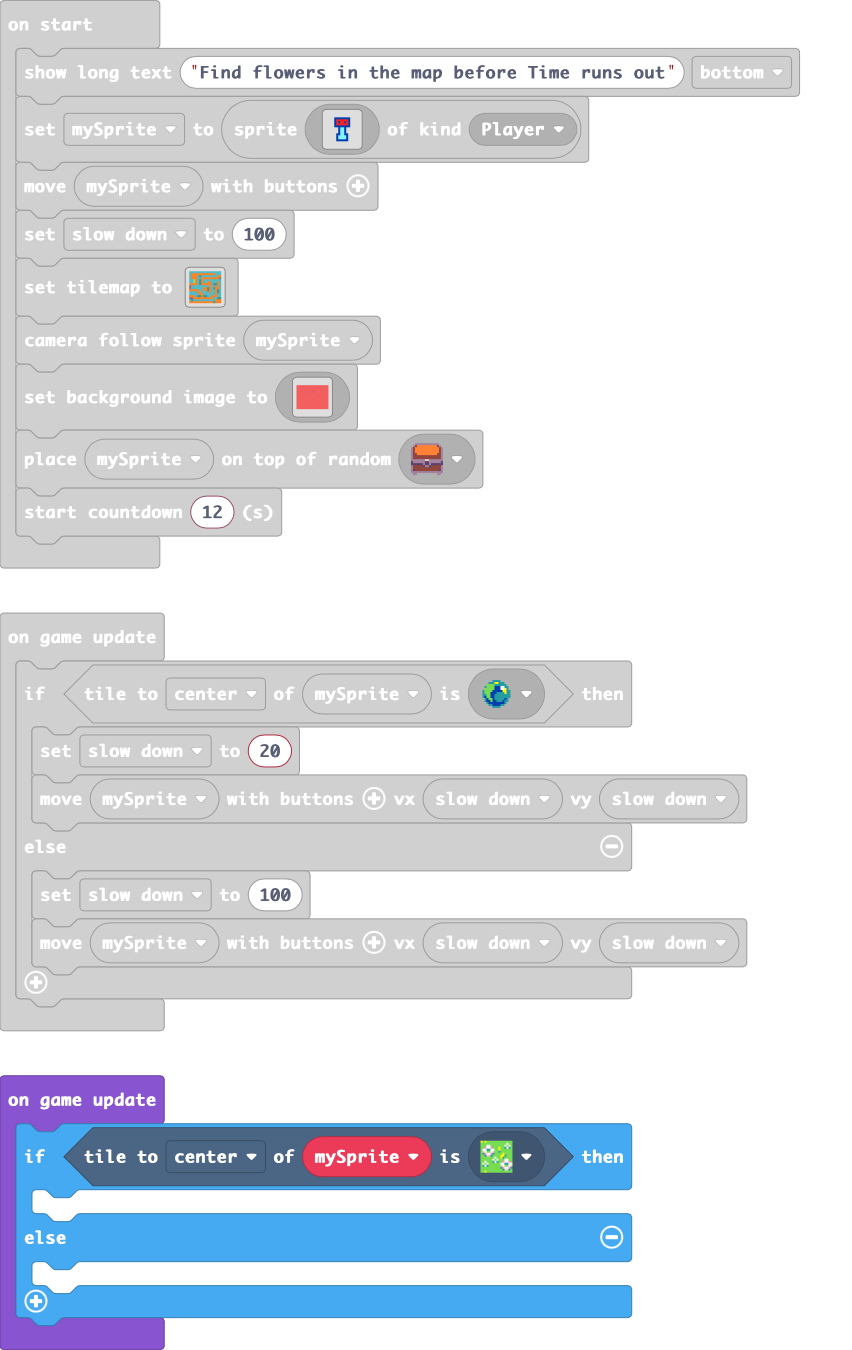 on start
show long text "Find flowers in the map before Time runs out" bottom
set mySprite to sprite of kind Player
move mySprite with buttons
set slow down to 100
set tilemap to
camera follow sprite mySprite
set background image to
place mySprite on top of random
start countdown 12 (s)
on game update
if tile to center of mySprite is then
set slow down to 20
move mySprite with buttons vx slow down vy slow down
else
set slow down to 100
move mySprite with buttons vx slow down vy slow down
on game update
if tile to center of mySprite is then
else